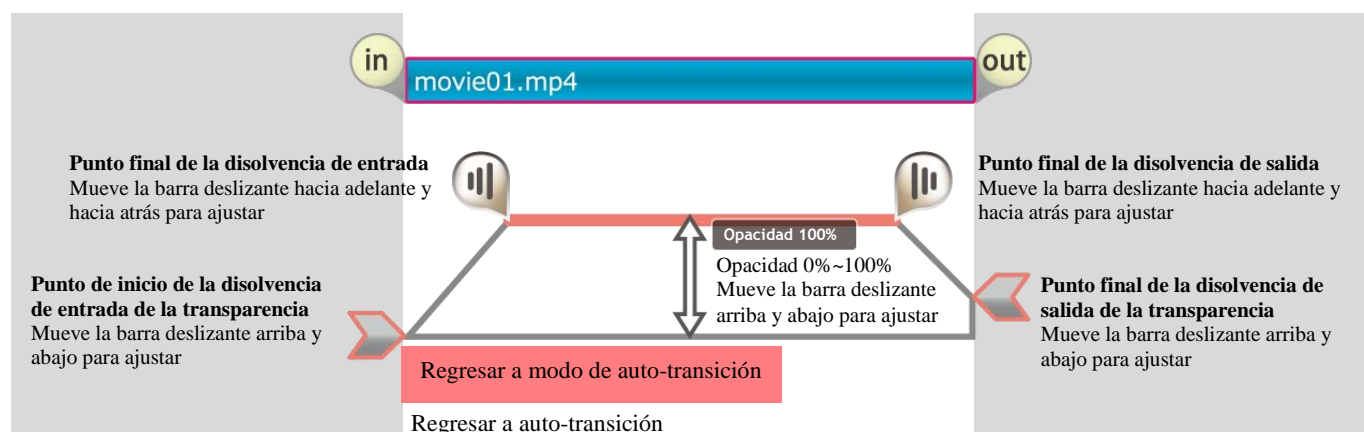 in
out
movie01.mp4
Punto final de la disolvencia de entrada
Mueve la barra deslizante hacia adelante y
hacia atrás para ajustar
Punto final de la disolvencia de salida
Mueve la barra deslizante hacia adelante y
hacia atrás para ajustar
Opacidad 100%
Opacidad 0%~100%
Mueve la barra deslizante
arriba y abajo para ajustar
Punto de inicio de la disolvencia
de entrada de la transparencia
Mueve la barra deslizante arriba y
abajo para ajustar
Punto final de la disolvencia de
salida de la transparencia
Mueve la barra deslizante arriba y
abajo para ajustar
Regresar a modo de auto-transición
Regresar a auto-transición